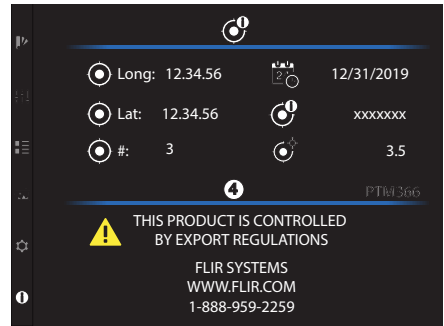 Long: 12.34.56 12/31/2019
Lat: 12.34.56 xxxxxxx
#: 3 3.5
4 PTM366
THIS PRODUCT IS CONTROLLED
BY EXPORT REGULATIONS
FLIR SYSTEMS
WWW.FLIR.COM
1-888-959-2259